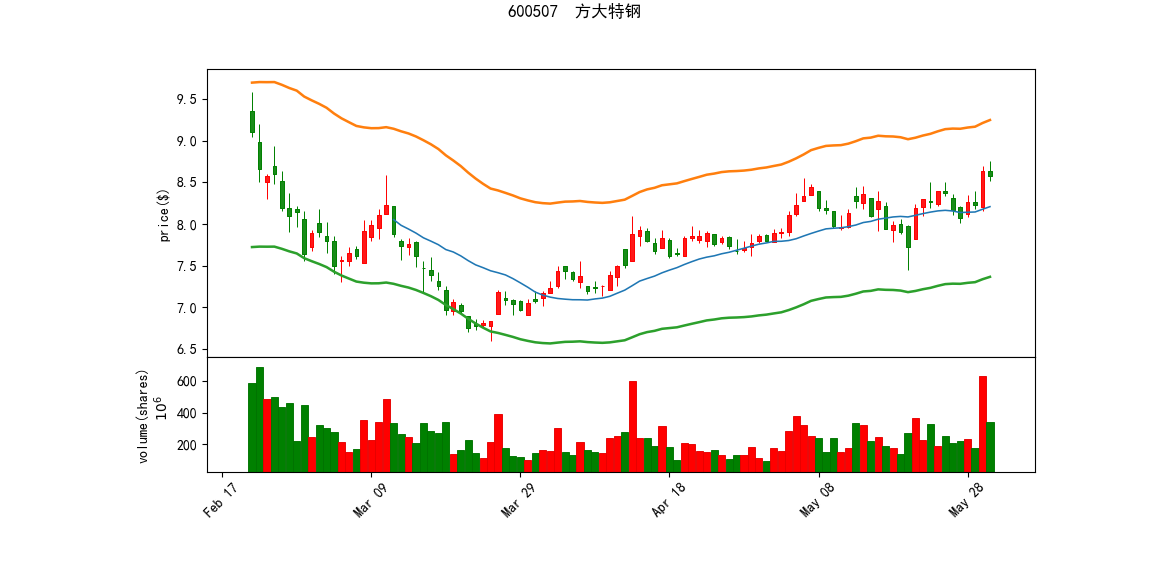 600507  方大特钢
price($)
9.5
9.0
8.5
8.0
7.5
7.0
6.5
volume(shares)
10^6
600
400
200
Feb 17
Mar 09
Mar 29
Apr 18
May 08
May 28